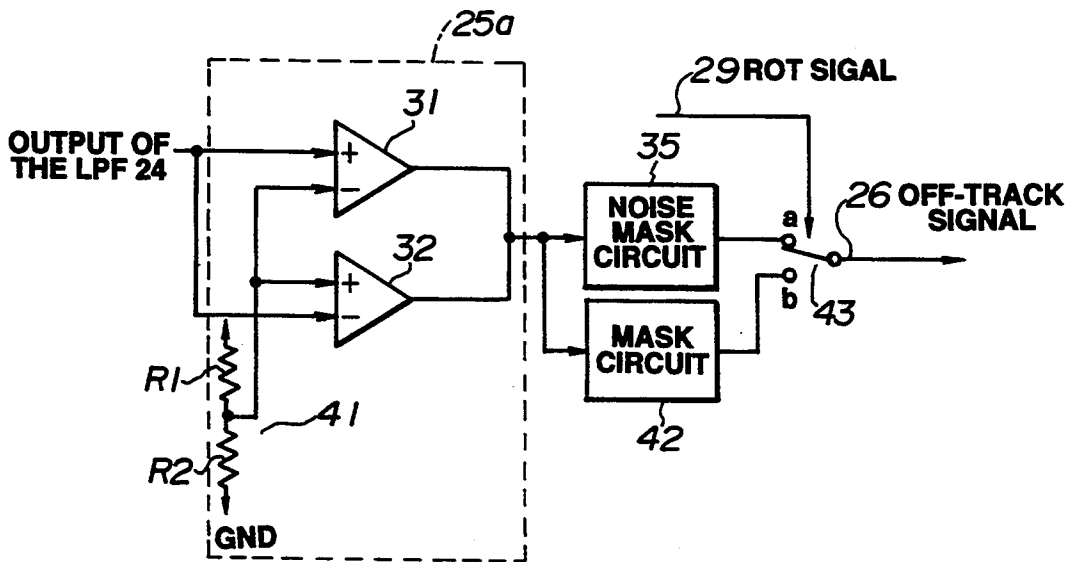 25a
29 ROT SIGAL
31
OUTPUT OF
THE LPF 24
+
−
35
NOISE
MASK
CIRCUIT
a
26 OFF-TRACK
SIGNAL
32
+
−
b
43
MASK
CIRCUIT
R1
41
42
R2
GND